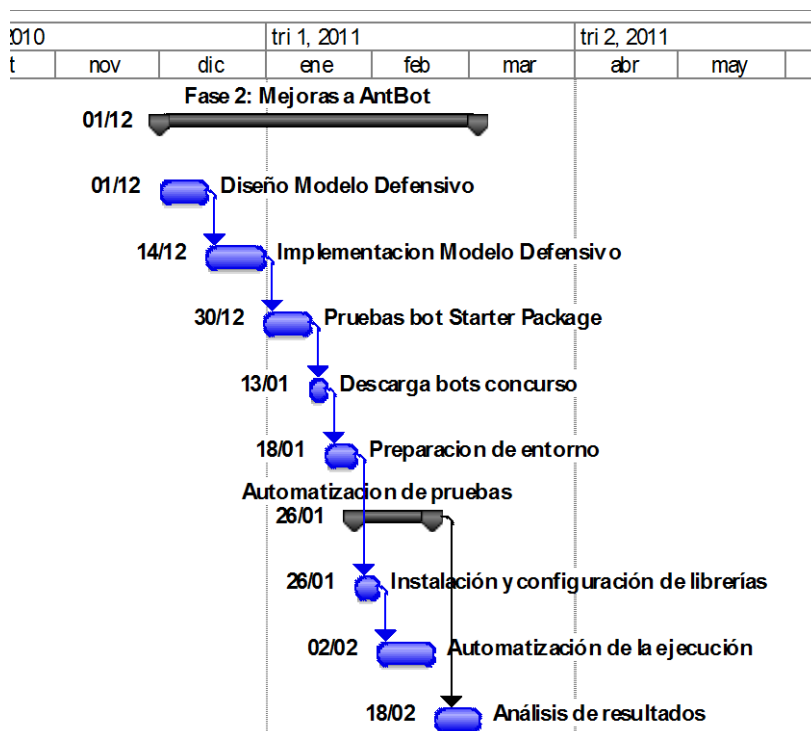 2010 tri 1, 2011 tri 2, 2011
t nov dic ene feb mar abr may
Fase 2: Mejoras a AntBot
01/12
01/12 Diseño Modelo Defensivo
14/12 Implementacion Modelo Defensivo
30/12 Pruebas bot Starter Package
13/01 Descarga bots concurso
18/01 Preparacion de entorno
Automatizacion de pruebas
26/01
26/01 Instalación y configuración de librerías
02/02 Automatización de la ejecución
18/02 Análisis de resultados